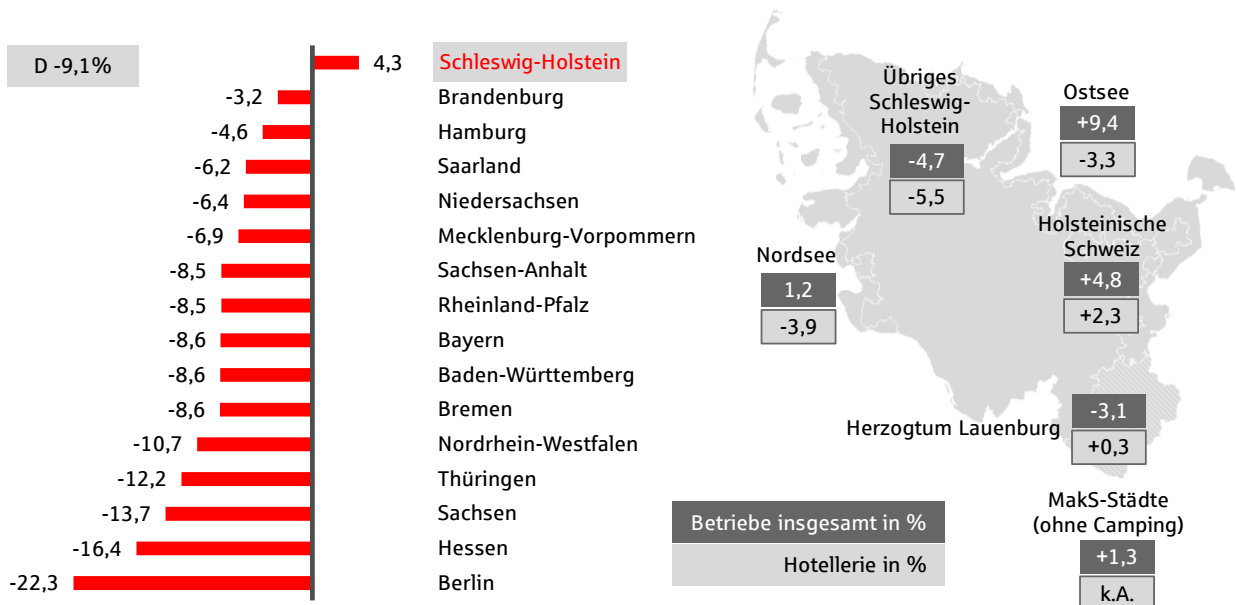 D -9,1%
4,3 Schleswig-Holstein
-3,2 Brandenburg
-4,6 Hamburg
-6,2 Saarland
-6,4 Niedersachsen
-6,9 Mecklenburg-Vorpommern
-8,5 Sachsen-Anhalt
-8,5 Rheinland-Pfalz
-8,6 Bayern
-8,6 Baden-Württemberg
-8,6 Bremen
-10,7 Nordrhein-Westfalen
-12,2 Thüringen
-13,7 Sachsen
-16,4 Hessen
-22,3 Berlin
Übriges
Schleswig-
Holstein
-4,7
-5,5
Ostsee
+9,4
-3,3
Holsteinische
Schweiz
+4,8
+2,3
Nordsee
1,2
-3,9
Herzogtum Lauenburg
-3,1
+0,3
MakS-Städte
(ohne Camping)
+1,3
k.A.
Betriebe insgesamt in %
Hotellerie in %